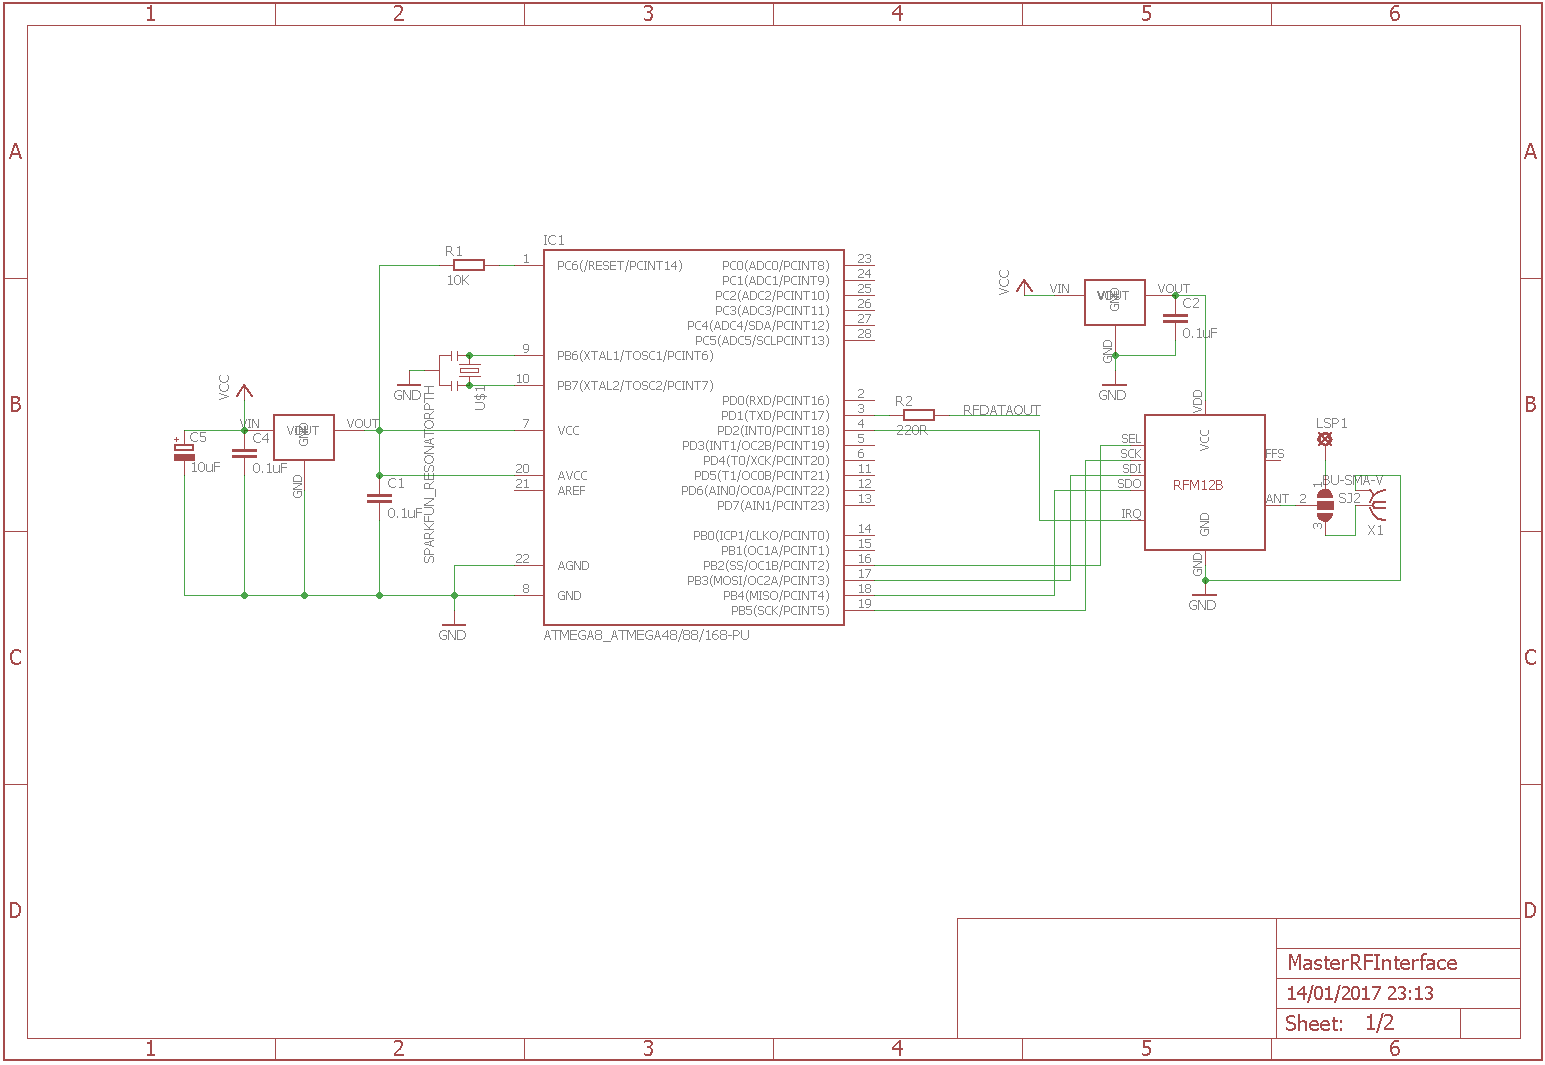 1 2 3 4 5 6
A A
IC1
R1
10K
1 PC6(/RESET/PCINT14)
PC0(ADC0/PCINT8) 23
PC1(ADC1/PCINT9) 24
PC2(ADC2/PCINT10) 25
PC3(ADC3/PCINT11) 26
PC4(ADC4/SDA/PCINT12) 27
PC5(ADC5/SCLPCINT13) 28
9 PB6(XTAL1/TOSC1/PCINT6)
10 PB7(XTAL2/TOSC2/PCINT7)
GND
U$1
SPARKFUN_RESONATORPTH
VCC
VIN
VOUT
VOUT
GND
GND
C5
10uF
C4
0.1uF
B B
7 VCC
20 AVCC
21 AREF
C1
0.1uF
22 AGND
8 GND
GND
PD0(RXD/PCINT16) 2
PD1(TXD/PCINT17) 3
PD2(INT0/PCINT18) 4
PD3(INT1/OC2B/PCINT19) 5
PD4(T0/XCK/PCINT20) 6
PD5(T1/OC0B/PCINT21) 11
PD6(AIN0/OC0A/PCINT22) 12
PD7(AIN1/PCINT23) 13
PB0(ICP1/CLKO/PCINT0) 14
PB1(OC1A/PCINT1) 15
PB2(SS/OC1B/PCINT2) 16
PB3(MOSI/OC2A/PCINT3) 17
PB4(MISO/PCINT4) 18
PB5(SCK/PCINT5) 19
ATMEGA8_ATMEGA48/88/168-PU
R2
220R
RFDATAOUT
VCC
VIN
VOUT
VOUT
GND
GND
GND
C2
0.1uF
VDD
VCC
SEL
SCK
SDI
SDO
IRQ
RFM12B
FFS
ANT 2
GND
GND
GND
LSP1
BU-SMA-V
1
SJ2
3
X1
C C
D D
MasterRFInterface
14/01/2017 23:13
Sheet: 1/2
1 2 3 4 5 6